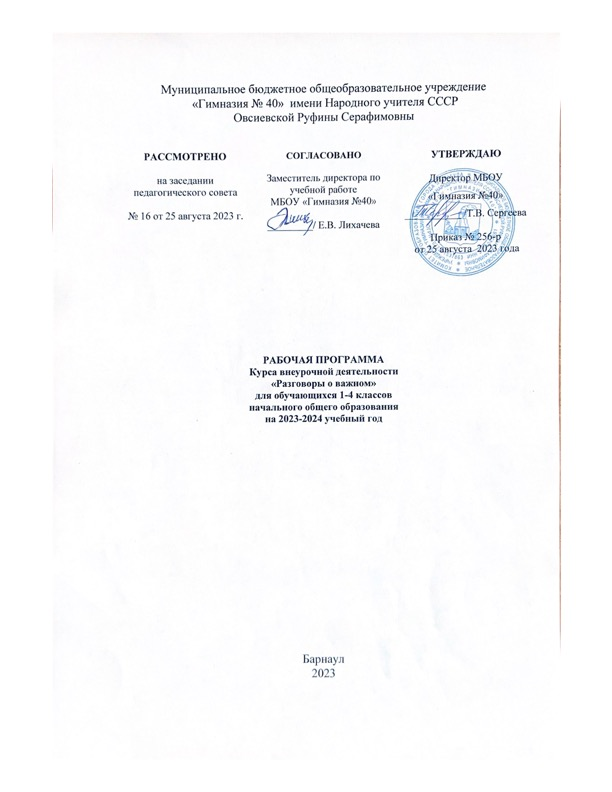 Муниципальное бюджетное общеобразовательное учреждение
«Гимназия № 40» имени Народного учителя СССР
Овсиевской Руфины Серафимовны
РАССМОТРЕНО
на заседании
педагогического совета
№ 16 от 25 августа 2023 г.
СОГЛАСОВАНО
Заместитель директора по
учебной работе
МБОУ «Гимназия №40»
/ Е.В. Лихачева
УТВЕРЖДАЮ
Директор МБОУ
«Гимназия №40»
/Т.В. Сергеева
Приказ № 256-р
от 25 августа 2023 года
РАБОЧАЯ ПРОГРАММА
Курса внеурочной деятельности
«Разговоры о важном»
для обучающихся 1-4 классов
начального общего образования
на 2023-2024 учебный год
Барнаул
2023